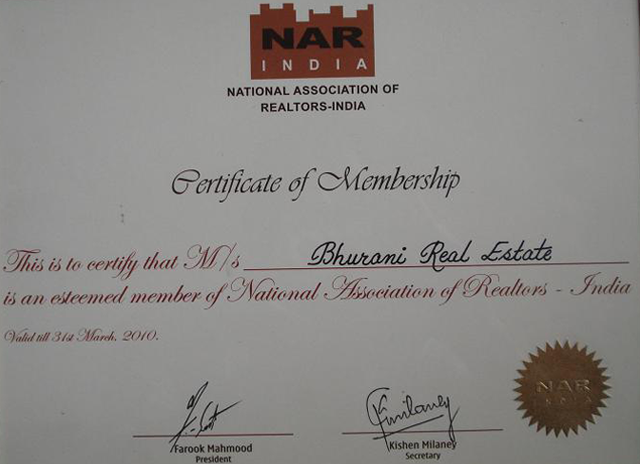 NAR
INDIA
NATIONAL ASSOCIATION OF
REALTORS-INDIA
Certificate of Membership
This is to certify that M/s Bhurani Real Estate
is an esteemed member of National Association of Realtors - India
Valid till 31st March, 2010.
Farook Mahmood
President
Kishen Milaney
Secretary
NAR
INDIA